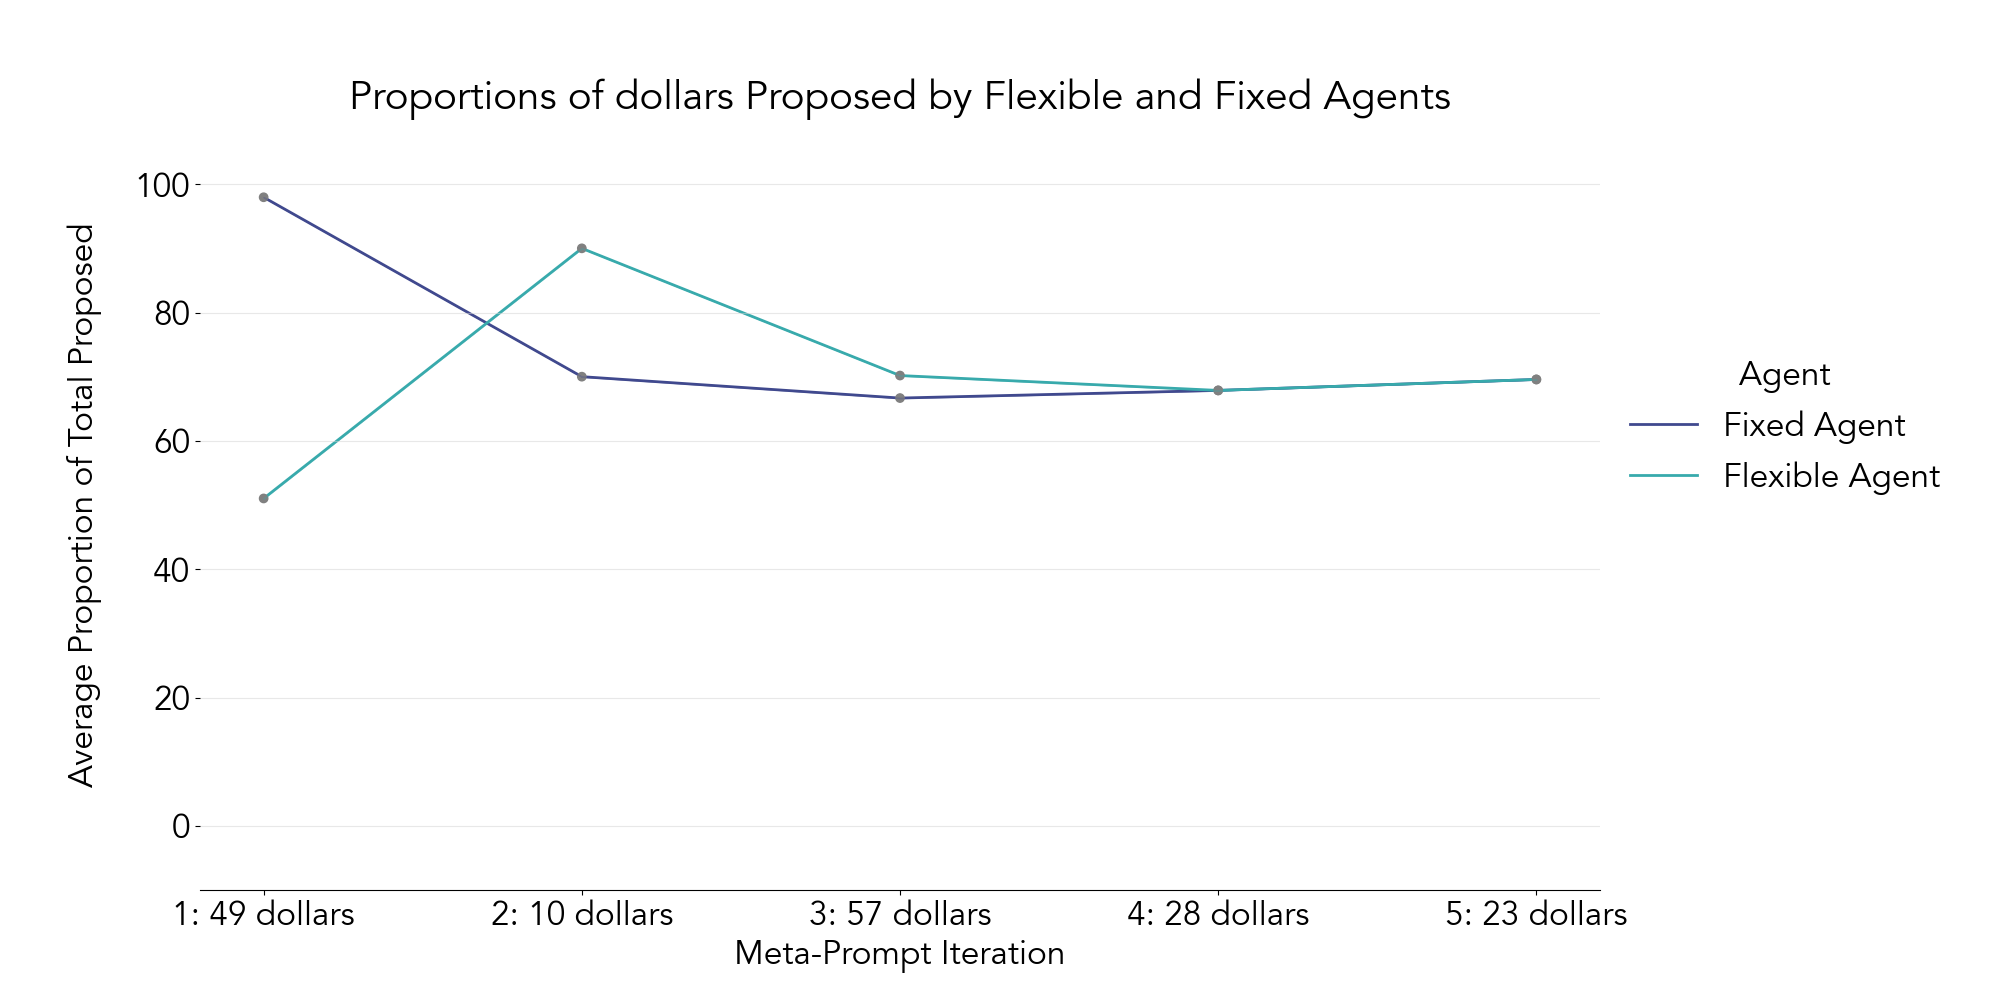 Proportions of dollars Proposed by Flexible and Fixed Agents
Average Proportion of Total Proposed
100
80
60
40
20
0
1: 49 dollars
2: 10 dollars
3: 57 dollars
4: 28 dollars
5: 23 dollars
Meta-Prompt Iteration
Agent
Fixed Agent
Flexible Agent